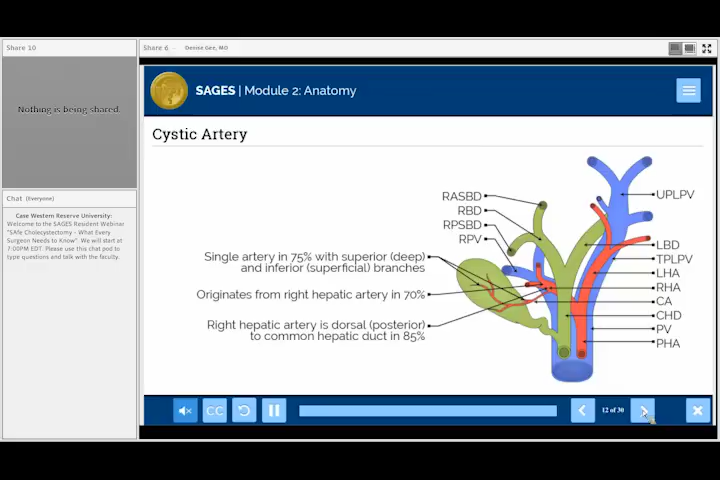 Share 10
Share 6
Denise Gee, MD
Nothing is being shared.
Chat (Everyone)
Case Western Reserve University:
Welcome to the SAGES Resident Webinar
"SAfe Cholecystectomy - What Every
Surgeon Needs to Know". We will start at
7:00PM EDT. Please use this chat pod to
type questions and talk with the faculty.
SAGES | Module 2: Anatomy
Cystic Artery
RASBD
RBD
RPSBD
RPV
Single artery in 75% with superior (deep)
and inferior (superficial) branches
Originates from right hepatic artery in 70%
Right hepatic artery is dorsal (posterior)
to common hepatic duct in 85%
UPLPV
LBD
TPLPV
LHA
RHA
CA
CHD
PV
PHA
CC
12 of 30